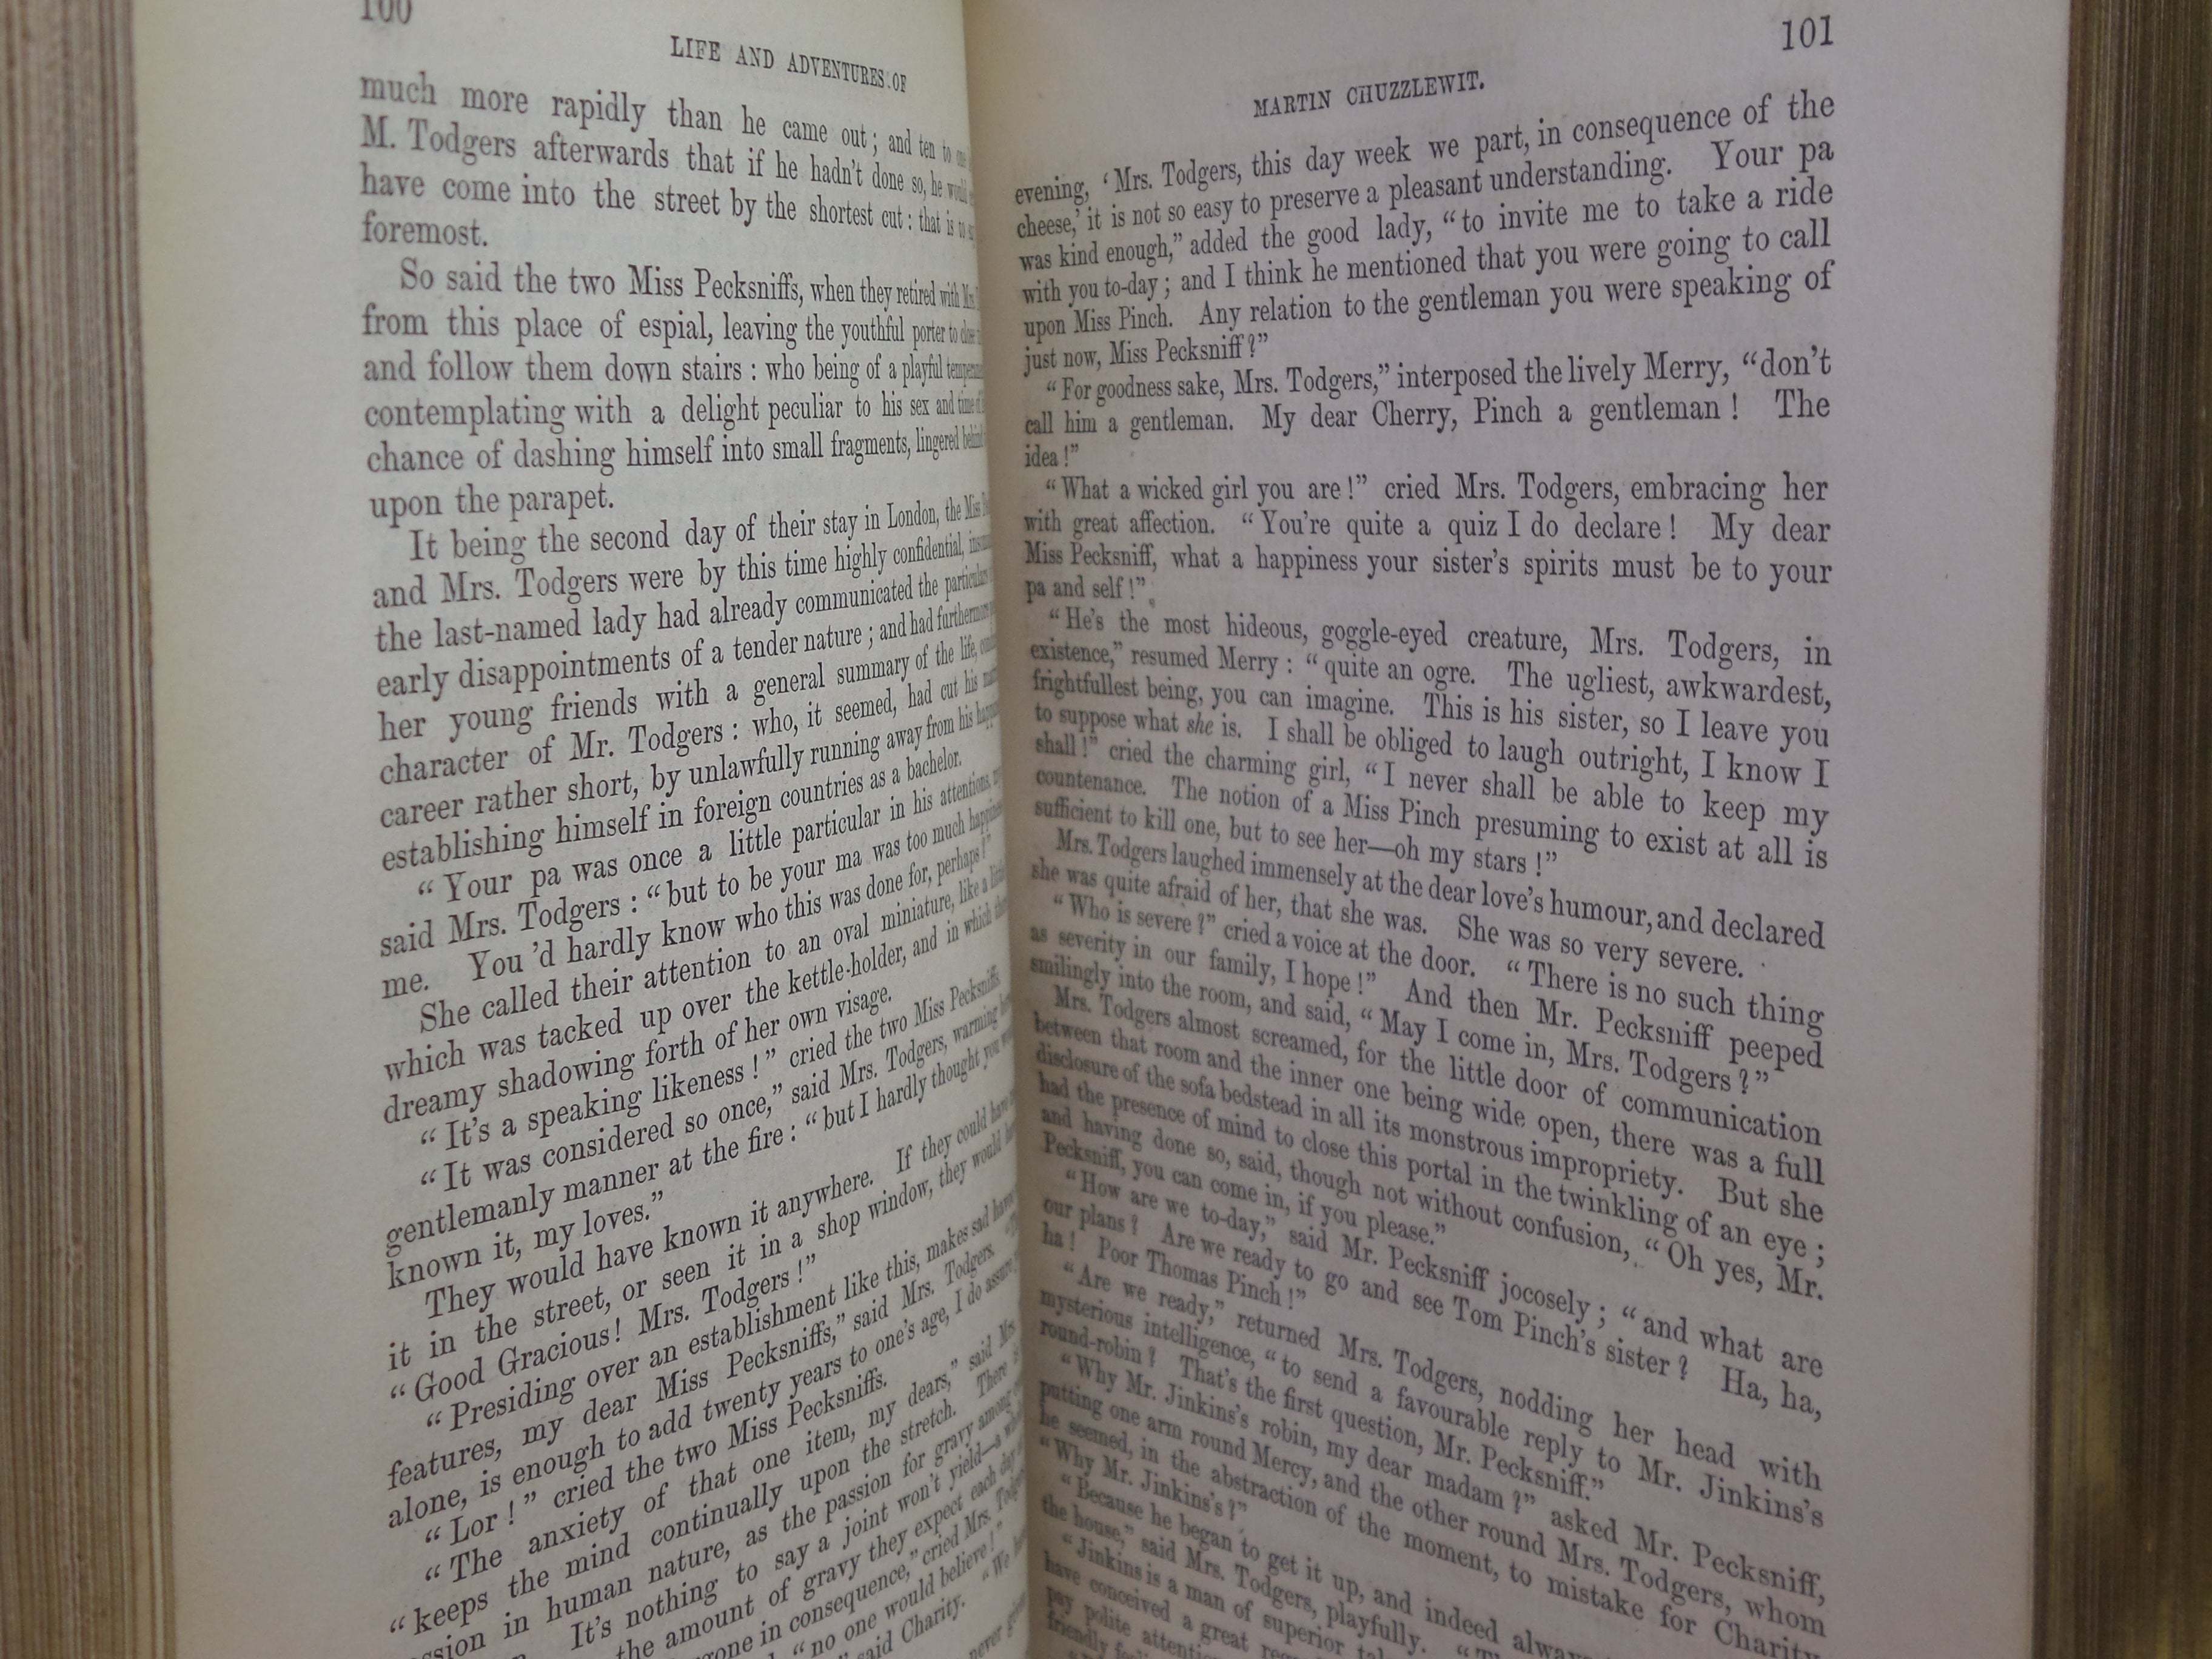 100
LIFE AND ADVENTURES OF
much more rapidly than he came out; and ten to
M. Todgers afterwards that if he hadn't done so, he would
have come into the street by the shortest cut: that is to
foremost.
So said the two Miss Pecksniffs, when they retired with Mrs.
from this place of espial, leaving the youthful porter to close
and follow them down stairs: who being of a playful
contemplating with a delight peculiar to his sex and time
chance of dashing himself into small fragments, lingered behind
upon the parapet.
It being the second day of their stay in London, the Miss
and Mrs. Todgers were by this time highly confidential,
the last-named lady had already communicated the particulars
early disappointments of a tender nature; and had furthermore
her young friends with a general summary of the life,
character of Mr. Todgers: who, it seemed, had cut his
career rather short, by unlawfully running away from his
establishing himself in foreign countries as a bachelor.
"Your pa was once a little particular in his attentions,
said Mrs. Todgers: "but to be your ma was too much
me. You 'd hardly know who this was done for, perhaps!"
She called their attention to an oval miniature, like a
which was tacked up over the kettle-holder, and in which
dreamy shadowing forth of her own visage.
"It's a speaking likeness!" cried the two Miss Pecksniffs.
"It was considered so once," said Mrs. Todgers, warming
gentlemanly manner at the fire: "but I hardly thought you
known it, my loves."
They would have known it anywhere. If they could have
it in the street, or seen it in a shop window, they would
"Good Gracious! Mrs. Todgers!"
"Presiding over an establishment like this, makes sad
features, my dear Miss Pecksniffs," said Mrs. Todgers.
alone, is enough to add twenty years to one's age, I do assure
"Lor!" cried the two Miss Pecksniffs.
"The anxiety of that one item, my dears," said Mrs.
"keeps the mind continually upon the stretch. There
in human nature, as the passion for gravy among
It's nothing to say a joint won't yield—a
the amount of gravy they expect each day
in consequence," cried Mrs.
"no one would believe!"
said Charity. "We
never
101
MARTIN CHUZZLEWIT.
evening, 'Mrs. Todgers, this day week we part, in consequence of the
cheese,' it is not so easy to preserve a pleasant understanding. Your pa
was kind enough," added the good lady, "to invite me to take a ride
with you to-day; and I think he mentioned that you were going to call
upon Miss Pinch. Any relation to the gentleman you were speaking of
just now, Miss Pecksniff?"
"For goodness sake, Mrs. Todgers," interposed the lively Merry, "don't
call him a gentleman. My dear Cherry, Pinch a gentleman! The
idea!"
"What a wicked girl you are!" cried Mrs. Todgers, embracing her
with great affection. "You're quite a quiz I do declare! My dear
Miss Pecksniff, what a happiness your sister's spirits must be to your
pa and self!"
"He's the most hideous, goggle-eyed creature, Mrs. Todgers, in
existence," resumed Merry: "quite an ogre. The ugliest, awkwardest,
frightfullest being, you can imagine. This is his sister, so I leave you
to suppose what she is. I shall be obliged to laugh outright, I know I
shall!" cried the charming girl, "I never shall be able to keep my
countenance. The notion of a Miss Pinch presuming to exist at all is
sufficient to kill one, but to see her—oh my stars!"
Mrs. Todgers laughed immensely at the dear love's humour, and declared
she was quite afraid of her, that she was. She was so very severe.
"Who is severe?" cried a voice at the door. "There is no such thing
as severity in our family, I hope!" And then Mr. Pecksniff peeped
smilingly into the room, and said, "May I come in, Mrs. Todgers?"
Mrs. Todgers almost screamed, for the little door of communication
between that room and the inner one being wide open, there was a full
disclosure of the sofa bedstead in all its monstrous impropriety. But she
had the presence of mind to close this portal in the twinkling of an eye;
and having done so, said, though not without confusion, "Oh yes, Mr.
Pecksniff, you can come in, if you please."
"How are we to-day," said Mr. Pecksniff jocosely; "and what are
our plans? Are we ready to go and see Tom Pinch's sister? Ha, ha,
ha! Poor Thomas Pinch!"
"Are we ready," returned Mrs. Todgers, nodding her head with
mysterious intelligence, "to send a favourable reply to Mr. Jinkins's
round-robin? That's the first question, Mr. Pecksniff."
"Why Mr. Jinkins's robin, my dear madam?" asked Mr. Pecksniff,
putting one arm round Mercy, and the other round Mrs. Todgers, whom
he seemed, in the abstraction of the moment, to mistake for Charity.
"Why Mr. Jinkins's?"
"Because he began to get it up, and indeed
the house," said Mrs. Todgers, playfully.
"Jinkins is a man of superior
have conceived a great
pay polite
friendly